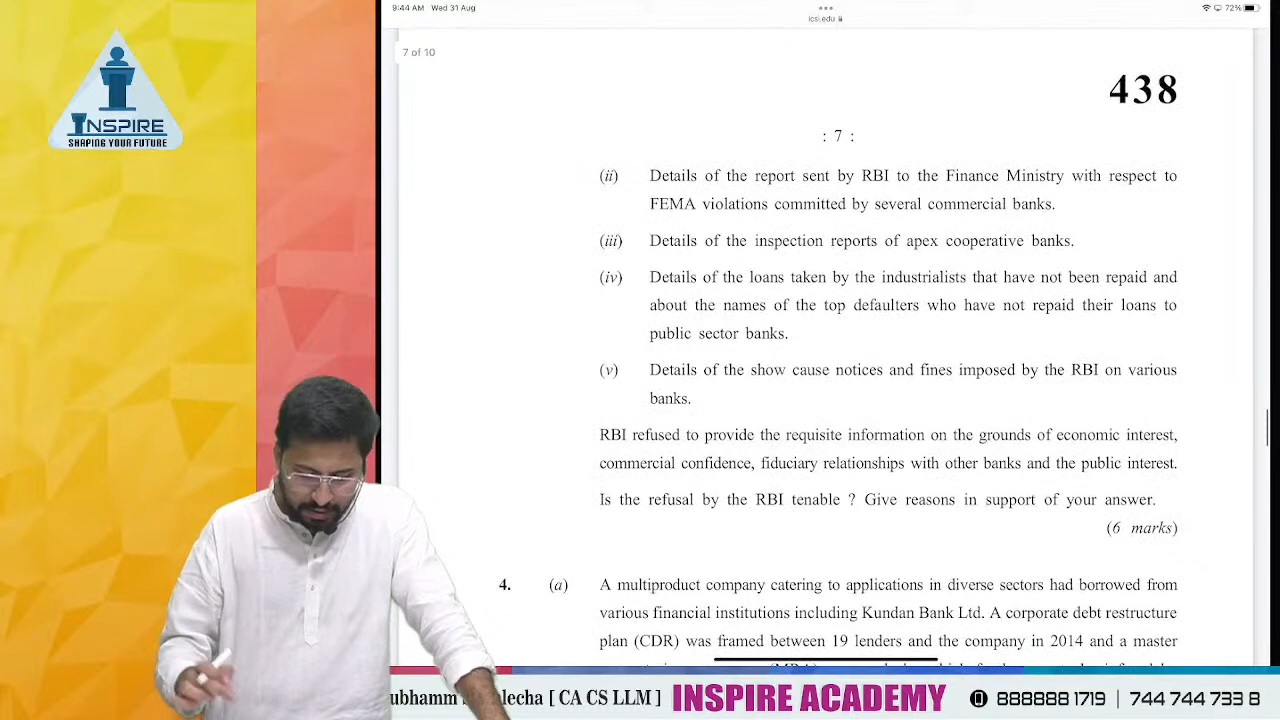 9:44 AM Wed 31 Aug
icsi.edu
72%
7 of 10
INSPIRE
SHAPING YOUR FUTURE
438
: 7 :
(ii) Details of the report sent by RBI to the Finance Ministry with respect to
FEMA violations committed by several commercial banks.
(iii) Details of the inspection reports of apex cooperative banks.
(iv) Details of the loans taken by the industrialists that have not been repaid and
about the names of the top defaulters who have not repaid their loans to
public sector banks.
(v) Details of the show cause notices and fines imposed by the RBI on various
banks.
RBI refused to provide the requisite information on the grounds of economic interest,
commercial confidence, fiduciary relationships with other banks and the public interest.
Is the refusal by the RBI tenable ? Give reasons in support of your answer.
(6 marks)
4. (a) A multiproduct company catering to applications in diverse sectors had borrowed from
various financial institutions including Kundan Bank Ltd. A corporate debt restructure
plan (CDR) was framed between 19 lenders and the company in 2014 and a master
[ CA CS LLM ] INSPIRE ACADEMY 888888 1719 | 744 744 733 8